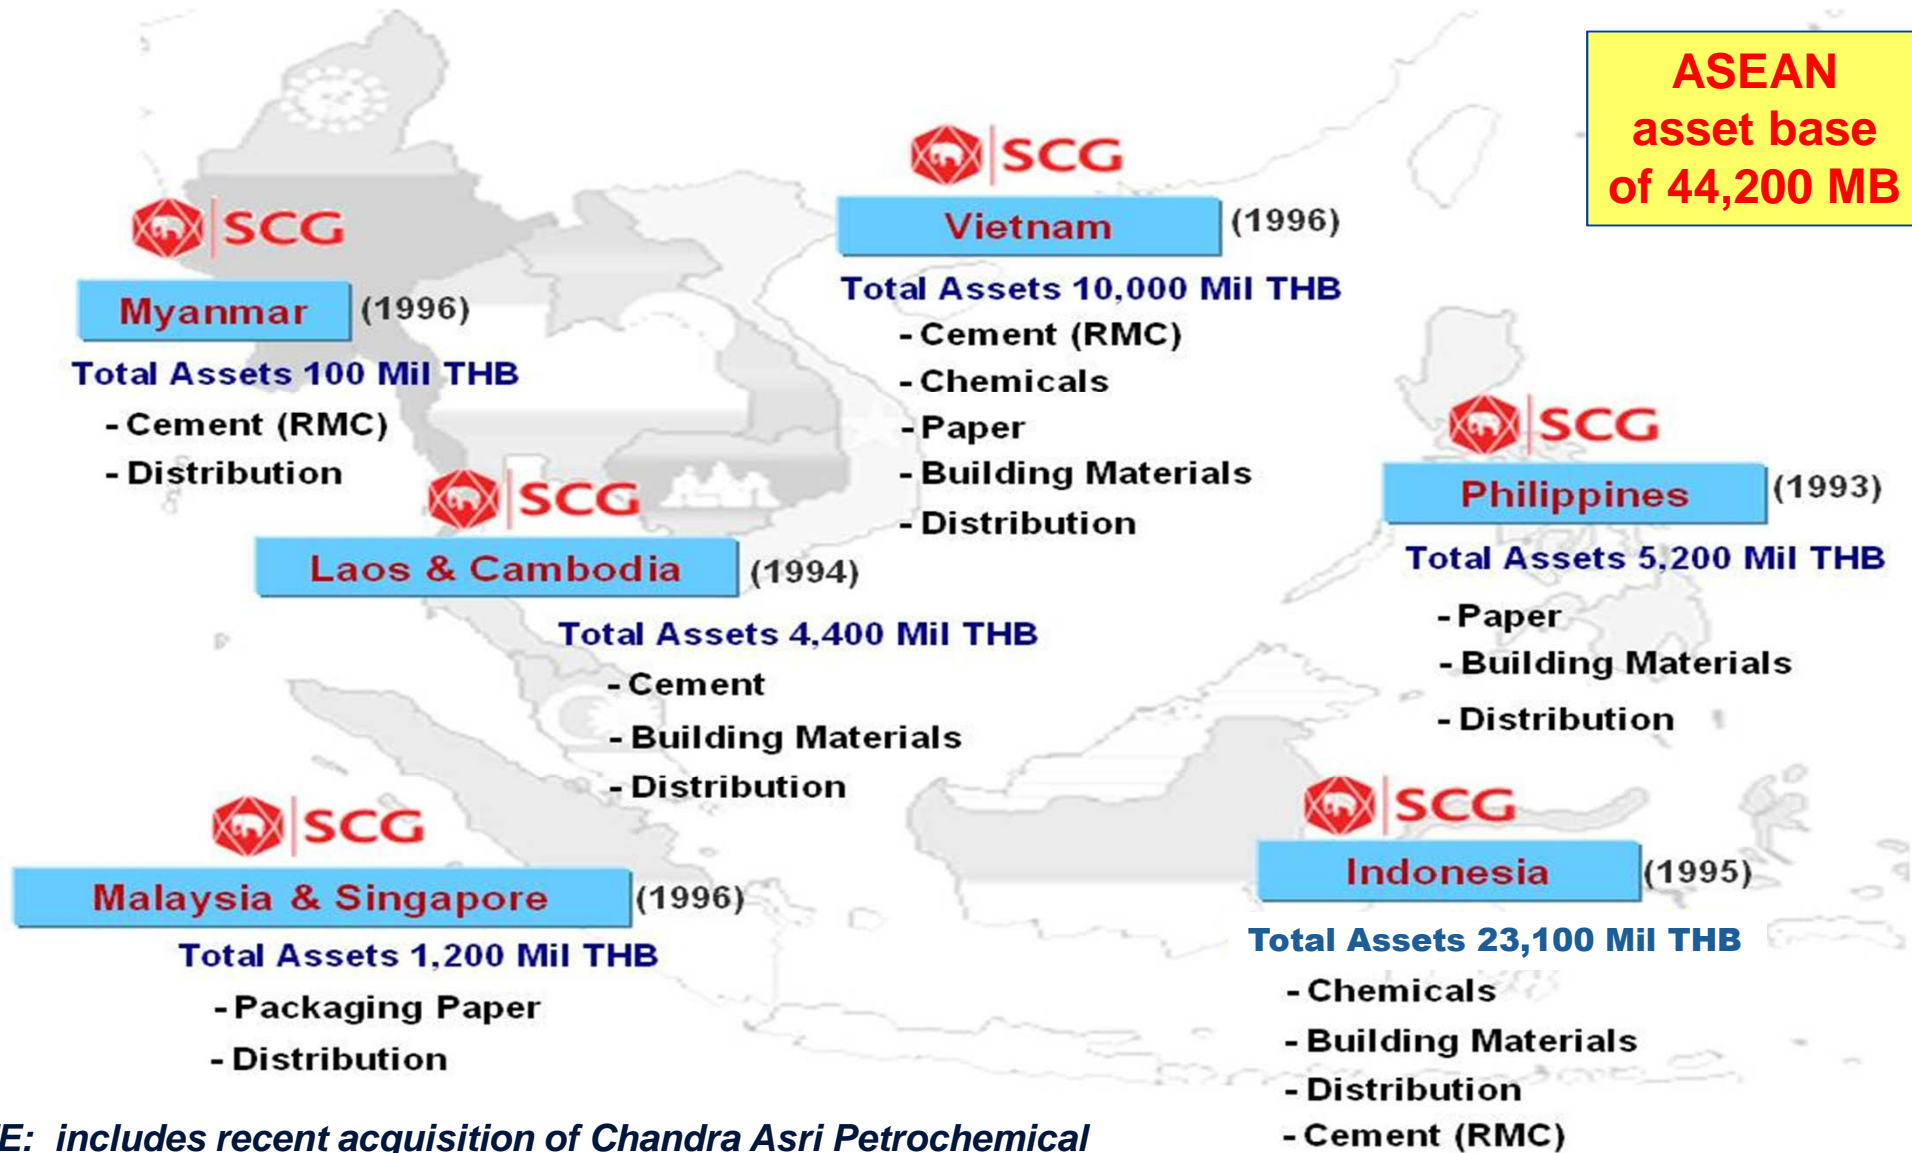 ASEAN
asset base
of 44,200 MB
SCG
Vietnam (1996)
Total Assets 10,000 Mil THB
- Cement (RMC)
- Chemicals
- Paper
- Building Materials
- Distribution
SCG
Myanmar (1996)
Total Assets 100 Mil THB
- Cement (RMC)
- Distribution
SCG
Laos & Cambodia (1994)
Total Assets 4,400 Mil THB
- Cement
- Building Materials
- Distribution
SCG
Philippines (1993)
Total Assets 5,200 Mil THB
- Paper
- Building Materials
- Distribution
SCG
Malaysia & Singapore (1996)
Total Assets 1,200 Mil THB
- Packaging Paper
- Distribution
SCG
Indonesia (1995)
Total Assets 23,100 Mil THB
- Chemicals
- Building Materials
- Distribution
- Cement (RMC)
E: includes recent acquisition of Chandra Asri Petrochemical